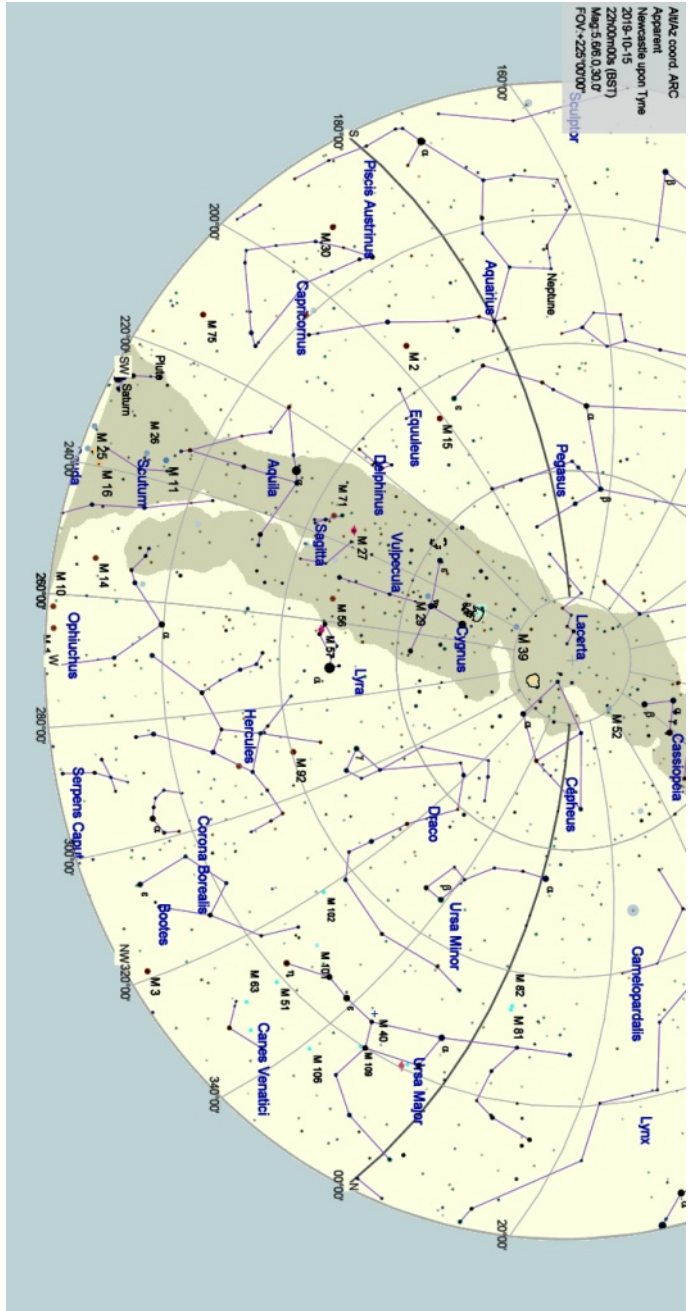 Alt/Az coord. ARC
Apparent
Newcastle upon Tyne
2019-10-15
22h00m00s (BST)
Mag:5.6/6.0,30.0'
FOV:+225°00'00"
160°00'
Sculptor
β
180°00'
S
α
Piscis Austrinus
Aquarius
Neptune
200°00'
M 30
Capricornus
M 75
M 2
Equuleus
ε
M 15
α
Pegasus
β
220°00'
SW
Pluto
Saturn
240°00'
M 25
M 16
M 26
Scutum
M 11
Aquila
α
Delphinus
M 71
Sagitta
M 27
Vulpecula
ε
M 29
Cygnus
M 39
Lacerta
M 56
M 57
Lyra
α
260°00'
M 10
M 14
W
Ophiuchus
α
Hercules
M 92
γ
Draco
α
Cepheus
M 52
β
α
γ
Cassiopeia
280°00'
Serpens Caput
300°00'
α
Corona Borealis
ε
Bootes
M 102
β
Ursa Minor
Camelopardalis
NW
320°00'
M 3
M 63
M 51
η
M 101
ε
M 40
α
M 82
M 81
Canes Venatici
M 106
M 109
Ursa Major
340°00'
Lynx
00°00'
N
20°00'
α